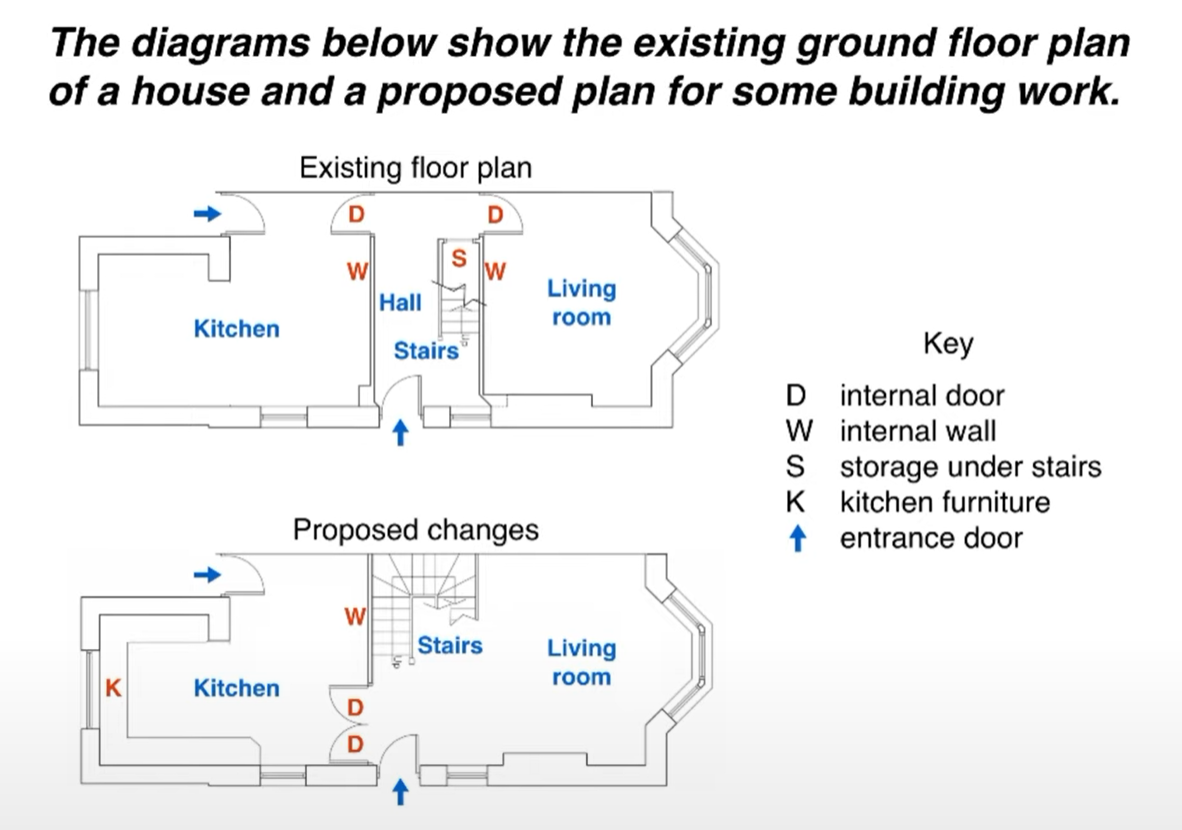 The diagrams below show the existing ground floor plan
of a house and a proposed plan for some building work.
Existing floor plan
D
D
W
S
W
Hall
Living
room
Kitchen
Stairs
up
Key
D internal door
W internal wall
S storage under stairs
K kitchen furniture
entrance door
Proposed changes
W
Stairs
Living
room
up
K
Kitchen
D
D